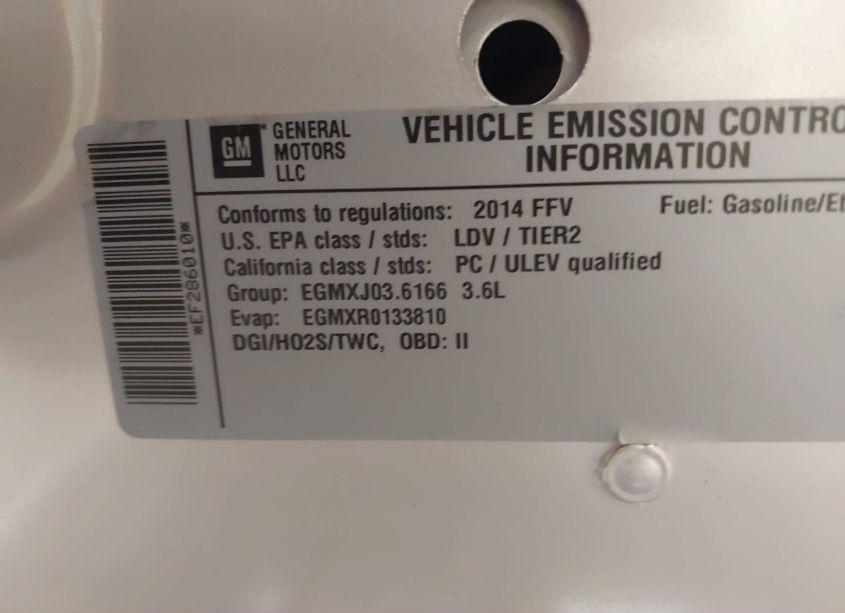 GM GENERAL MOTORS LLC
VEHICLE EMISSION CONTRO
INFORMATION
Conforms to regulations: 2014 FFV Fuel: Gasoline/Et
U.S. EPA class / stds: LDV / TIER2
California class / stds: PC / ULEV qualified
Group: EGMXJ03.6166 3.6L
Evap: EGMXR0133810
DGI/HO2S/TWC, OBD: II
*EF286010*